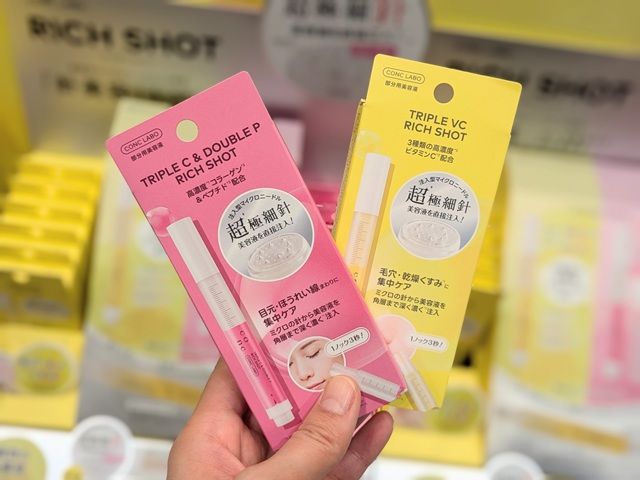 RICH SHOT
RICH SHOT
CONC LABO
部分用美容液
TRIPLE C & DOUBLE P
RICH SHOT
高濃度*コラーゲン
&ペプチド*配合
注入型マイクロニードル
超極細針
美容液を直接注入!
目元・ほうれい線まわりに
集中ケア
ミクロの針から美容液を
角層まで深く濃く*注入
1ノック3秒!
CONC LABO
部分用美容液
TRIPLE VC
RICH SHOT
3種類の高濃度*
ビタミンC*配合
注入型マイクロニードル
超極細針
美容液を直接注入!
毛穴・乾燥くすみ*に
集中ケア
ミクロの針から美容液を
角層まで深く濃く*注入
1ノック3秒!